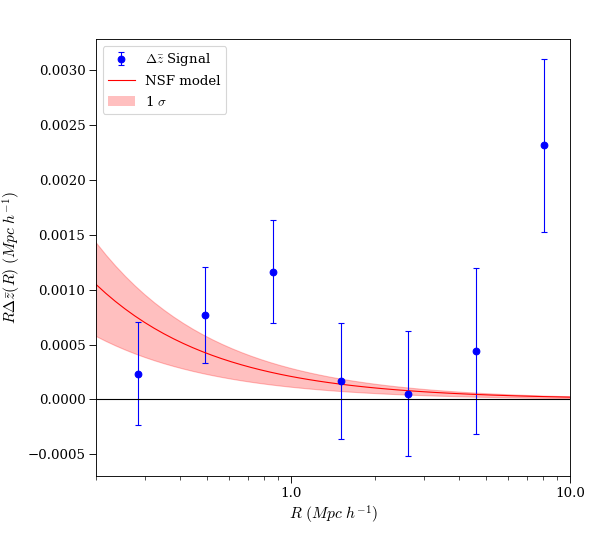 Δz̄ Signal
NSF model
1 σ
0.0030
0.0025
0.0020
0.0015
0.0010
0.0005
0.0000
−0.0005
RΔz̄(R) (Mpc h⁻¹)
1.0 10.0
R (Mpc h⁻¹)